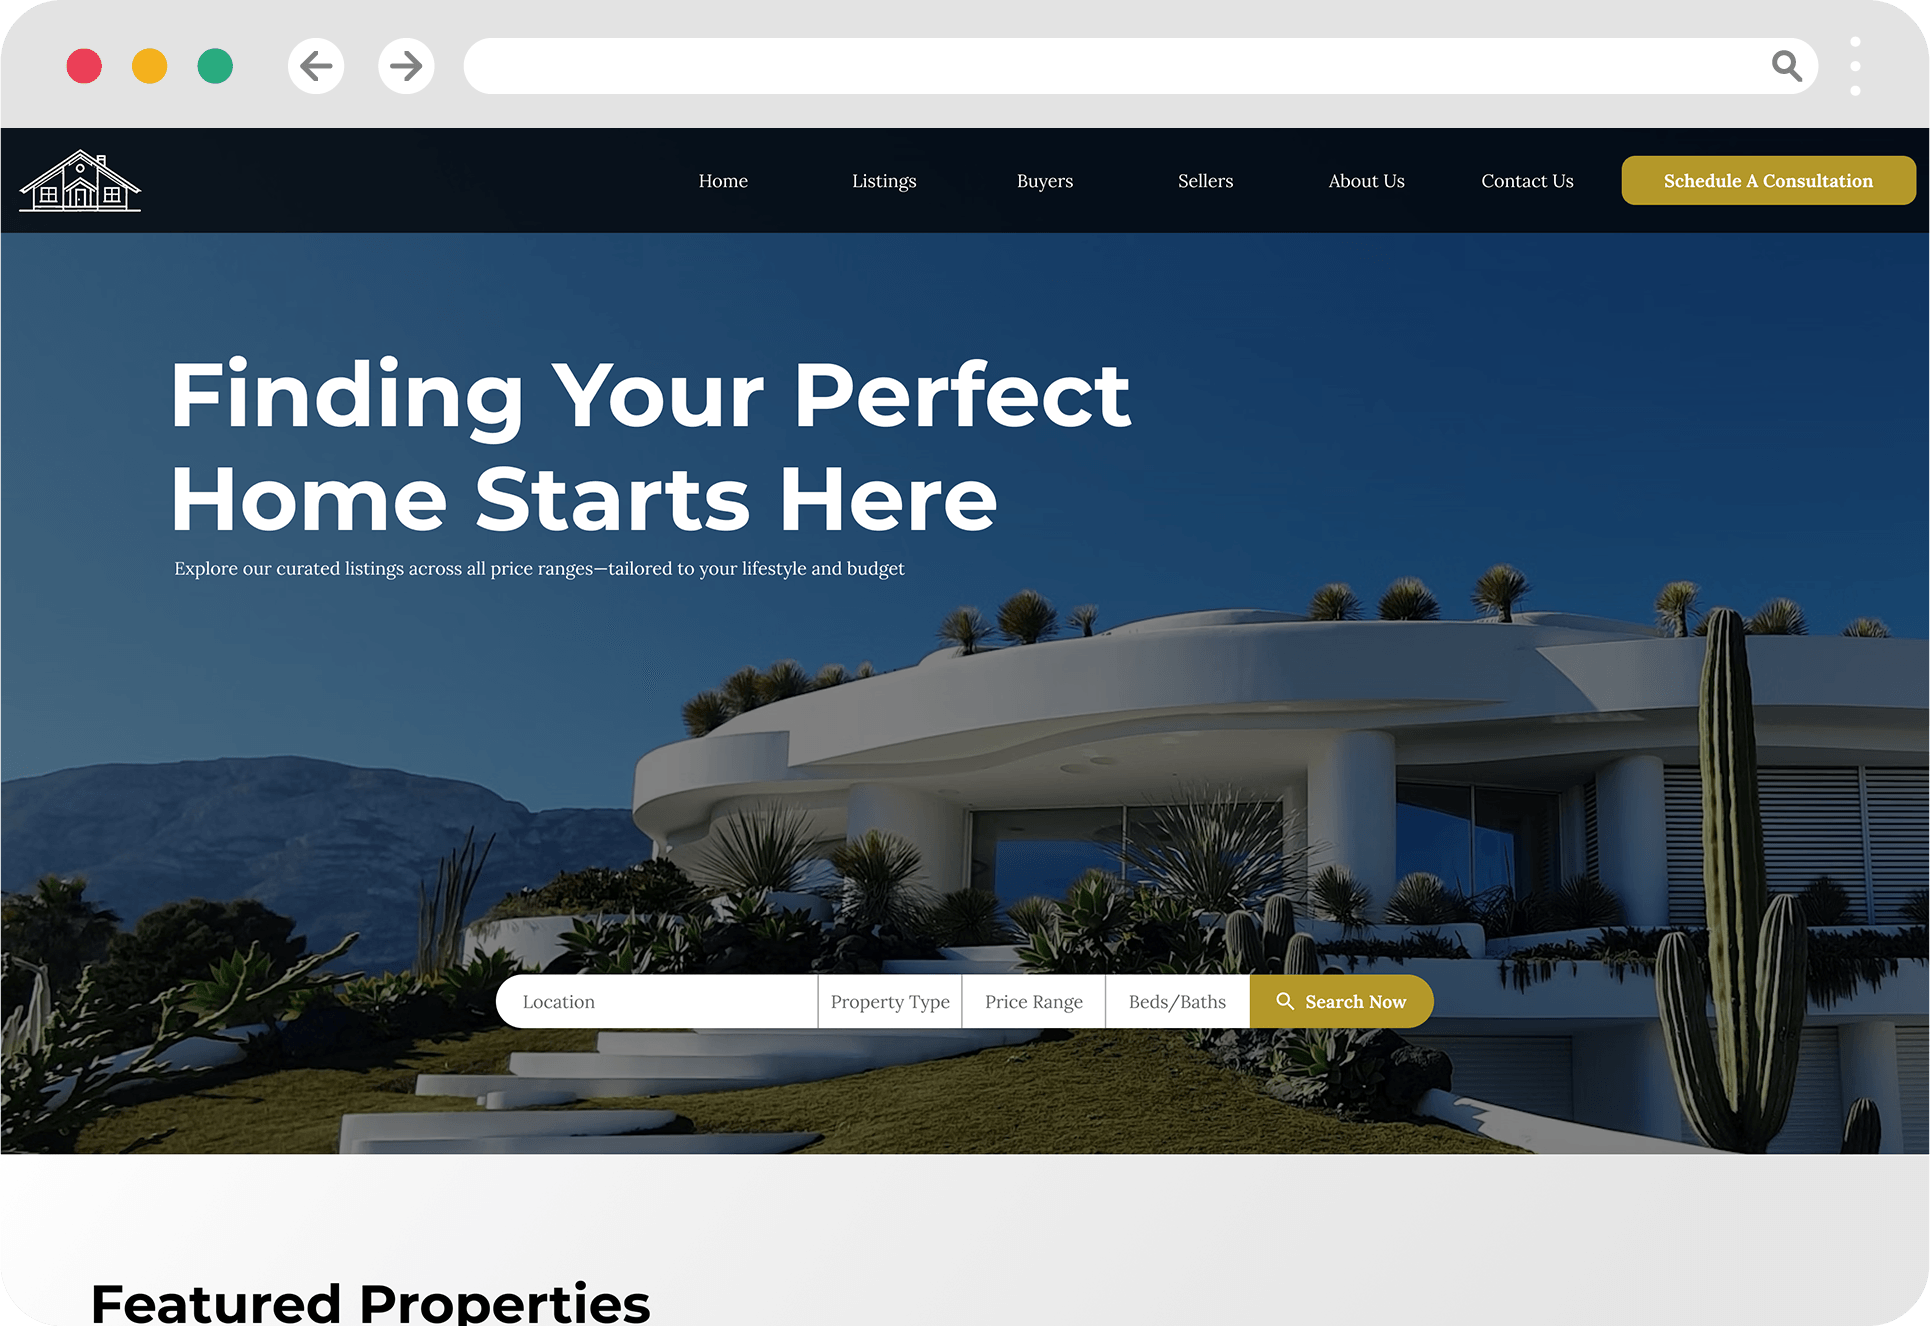 Home
Listings
Buyers
Sellers
About Us
Contact Us
Schedule A Consultation
Finding Your Perfect
Home Starts Here
Explore our curated listings across all price ranges—tailored to your lifestyle and budget
Location
Property Type
Price Range
Beds/Baths
Search Now
Featured Properties